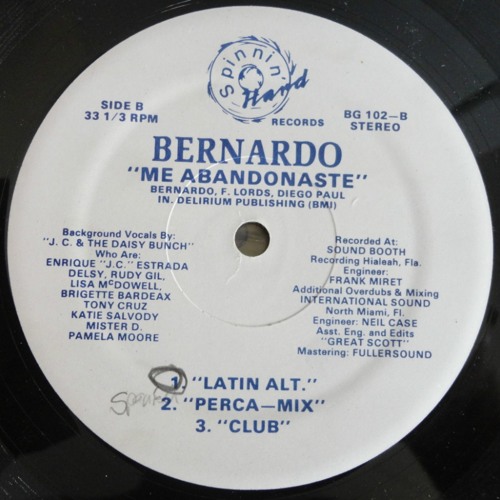 Spinnin'
Hand
RECORDS
SIDE B
33 1/3 RPM
BG 102–B
STEREO
BERNARDO
"ME ABANDONASTE"
BERNARDO, F. LORDS, DIEGO PAUL
IN. DELIRIUM PUBLISHING (BMI)
Background Vocals By:
"J. C. & THE DAISY BUNCH"
Who Are:
ENRIQUE "J.C." ESTRADA
DELSY, RUDY GIL,
LISA McDOWELL,
BRIGETTE BARDEAX
TONY CRUZ
KATIE SALVODY
MISTER D.
PAMELA MOORE
Recorded At:
SOUND BOOTH
Recording Hialeah, Fla.
Engineer:
FRANK MIRET
Additional Overdubs & Mixing
INTERNATIONAL SOUND
North Miami, Fl.
Engineer: NEIL CASE
Asst. Eng. and Edits
"GREAT SCOTT"
Mastering: FULLERSOUND
1. "LATIN ALT."
2. "PERCA—MIX"
3. "CLUB"